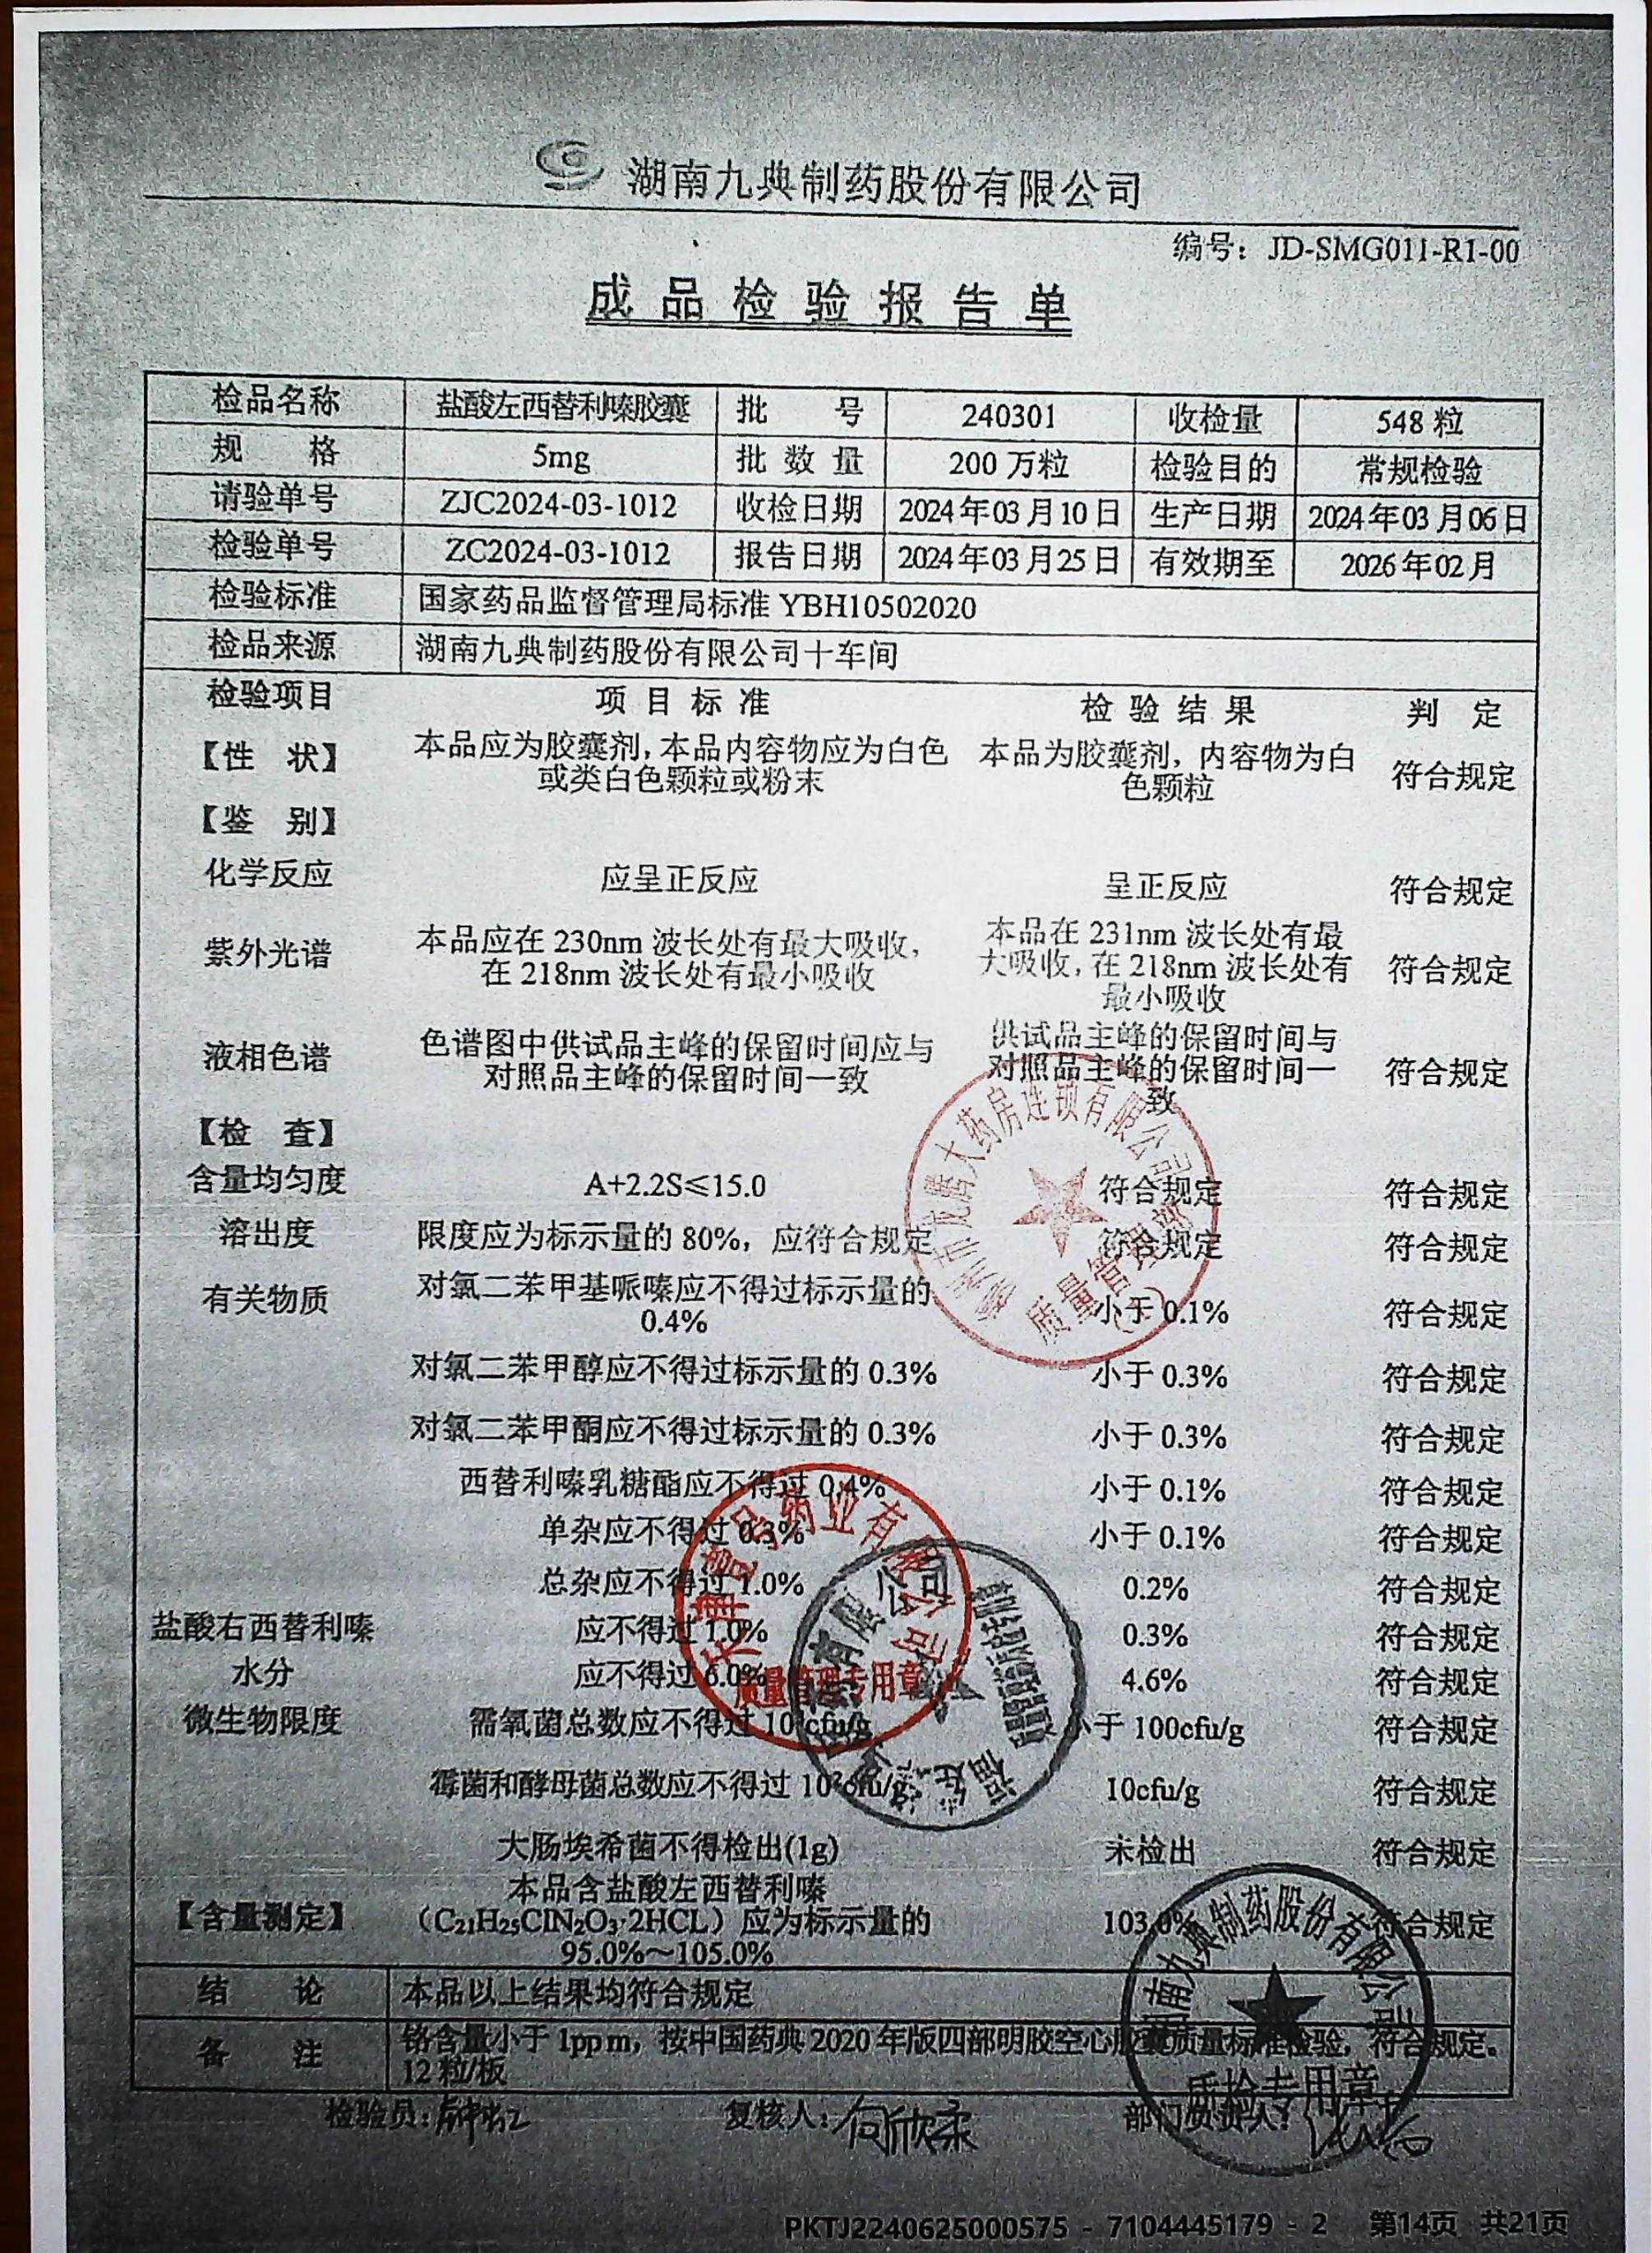 湖南九典制药股份有限公司
编号：JD-SMG011-R1-00
成品检验报告单
检品名称 盐酸左西替利嗪胶囊 批号 240301 收检量 548粒
规格 5mg 批数量 200万粒 检验目的 常规检验
请验单号 ZJC2024-03-1012 收检日期 2024年03月10日 生产日期 2024年03月06日
检验单号 ZC2024-03-1012 报告日期 2024年03月25日 有效期至 2026年02月
检验标准 国家药品监督管理局标准 YBH10502020
检品来源 湖南九典制药股份有限公司十车间
检验项目 项目标准 检验结果 判定
【性状】 本品应为胶囊剂，本品内容物应为白色 本品为胶囊剂，内容物为白 符合规定
或类白色颗粒或粉末 色颗粒
【鉴别】
化学反应 应呈正反应 呈正反应 符合规定
紫外光谱 本品应在 230nm 波长处有最大吸收， 本品在 231nm 波长处有最 符合规定
在 218nm 波长处有最小吸收 大吸收，在 218nm 波长处有
最小吸收
液相色谱 色谱图中供试品主峰的保留时间应与 供试品主峰的保留时间与 符合规定
对照品主峰的保留时间一致 对照品主峰的保留时间一
致
【检查】
含量均匀度 A+2.2S≤15.0 符合规定 符合规定
溶出度 限度应为标示量的 80%，应符合规定 符合规定 符合规定
有关物质 对氯二苯甲基哌嗪应不得过标示量的 小于 0.1% 符合规定
0.4%
对氯二苯甲醇应不得过标示量的 0.3% 小于 0.3% 符合规定
对氯二苯甲酮应不得过标示量的 0.3% 小于 0.3% 符合规定
西替利嗪乳糖酯应不得过 0.4% 小于 0.1% 符合规定
单杂应不得过 0.3% 小于 0.1% 符合规定
总杂应不得过 1.0% 0.2% 符合规定
盐酸右西替利嗪 应不得过 1.0% 0.3% 符合规定
水分 应不得过 6.0% 4.6% 符合规定
微生物限度 需氧菌总数应不得过 10³cfu/g 小于 100cfu/g 符合规定
霉菌和酵母菌总数应不得过 10²cfu/g 10cfu/g 符合规定
大肠埃希菌不得检出(1g) 未检出 符合规定
本品含盐酸左西替利嗪
【含量测定】 （C₂₁H₂₅ClN₂O₃·2HCL）应为标示量的 103.0% 符合规定
95.0%～105.0%
结论 本品以上结果均符合规定
备注 铬含量小于 1ppm，按中国药典 2020 年版四部明胶空心胶囊质量标准检验，符合规定。
12 粒/板
检验员： 复核人：何欣柔 部门负责人：
大药房连锁有限公司
质量管理部
药业有限公司
质量管理专用章
有限公司
湖南九典制药股份有限公司
质检专用章
PKTJ2240625000575 - 7104445179 - 2 第14页 共21页